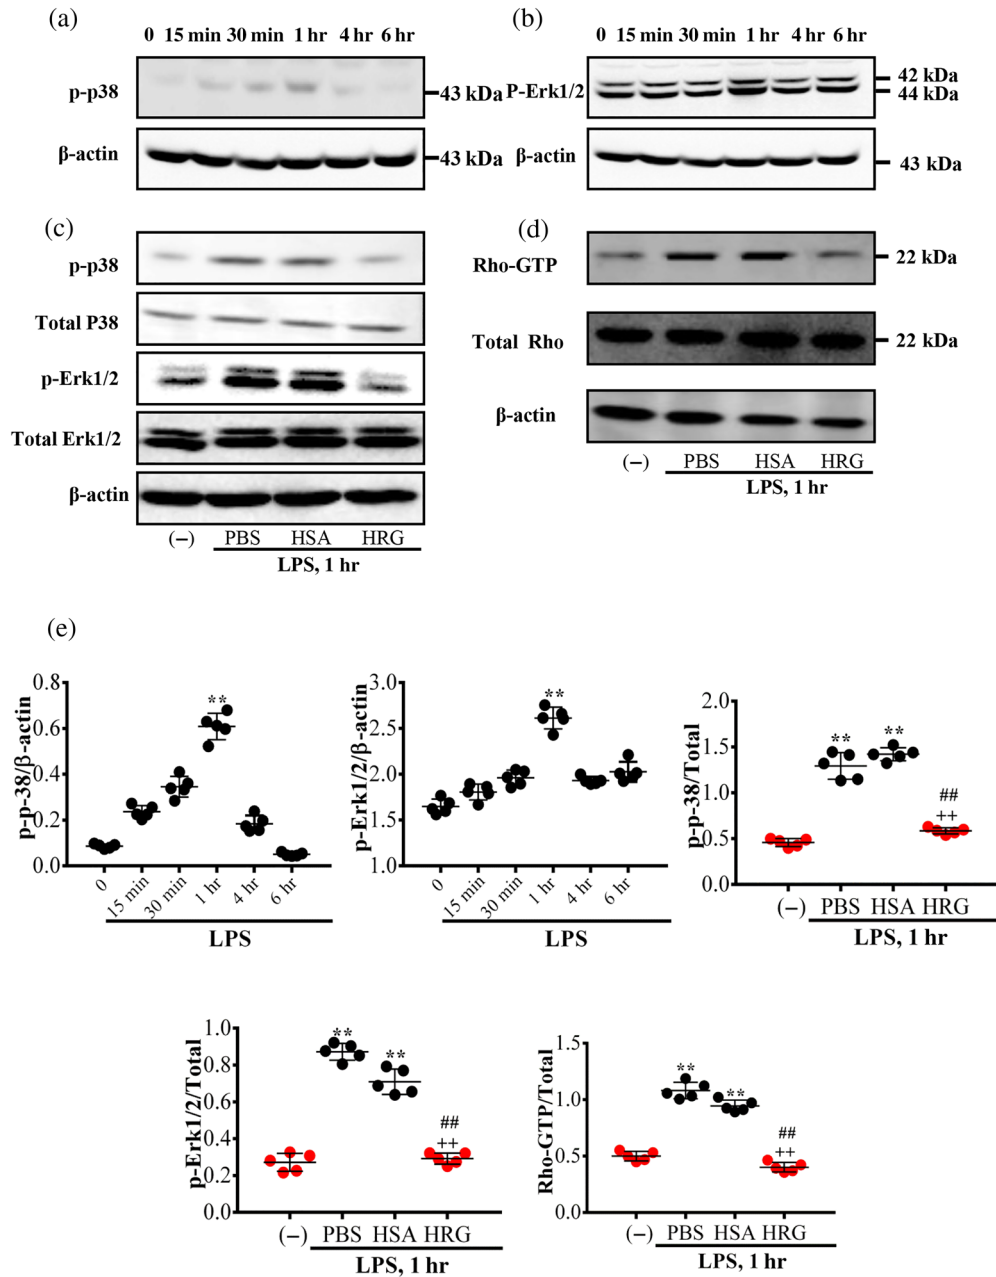 (a)
0 15 min 30 min 1 hr 4 hr 6 hr
p-p38
43 kDa
β-actin
43 kDa
(b)
0 15 min 30 min 1 hr 4 hr 6 hr
P-Erk1/2
42 kDa
44 kDa
β-actin
43 kDa
(c)
p-p38
Total P38
p-Erk1/2
Total Erk1/2
β-actin
(–) PBS HSA HRG
LPS, 1 hr
(d)
Rho-GTP
22 kDa
Total Rho
22 kDa
β-actin
(–) PBS HSA HRG
LPS, 1 hr
(e)
p-p-38/β-actin
0.8
0.6
0.4
0.2
0.0
**
0 15 min 30 min 1 hr 4 hr 6 hr
LPS
p-Erk1/2/β-actin
3.0
2.5
2.0
1.5
1.0
**
0 15 min 30 min 1 hr 4 hr 6 hr
LPS
p-p-38/Total
2.0
1.5
1.0
0.5
0.0
**
**
##
++
(–) PBS HSA HRG
LPS, 1 hr
p-Erk1/2/Total
1.0
0.8
0.6
0.4
0.2
0.0
**
**
##
++
(–) PBS HSA HRG
LPS, 1 hr
Rho-GTP/Total
1.5
1.0
0.5
0.0
**
**
##
++
(–) PBS HSA HRG
LPS, 1 hr